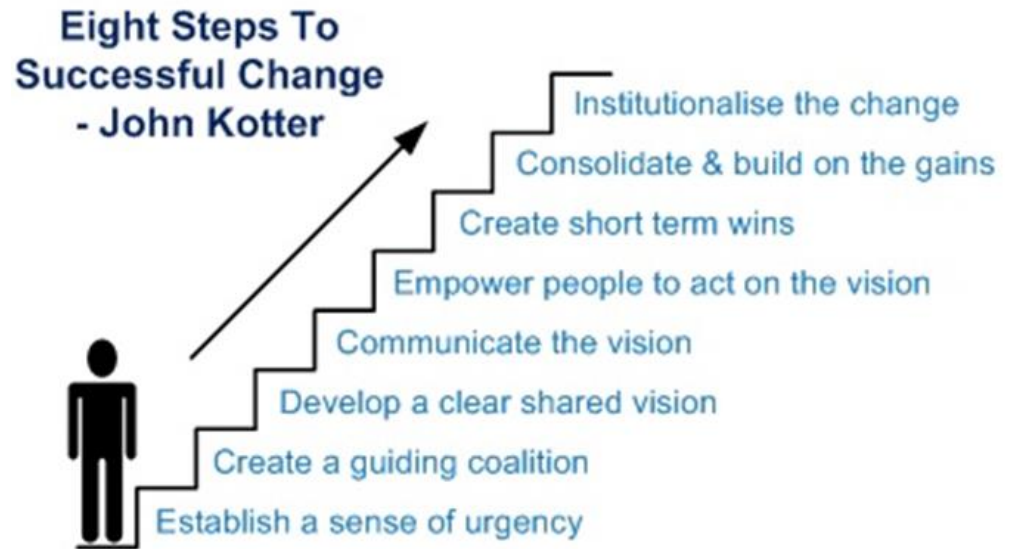 Eight Steps To
Successful Change
- John Kotter
Institutionalise the change
Consolidate & build on the gains
Create short term wins
Empower people to act on the vision
Communicate the vision
Develop a clear shared vision
Create a guiding coalition
Establish a sense of urgency